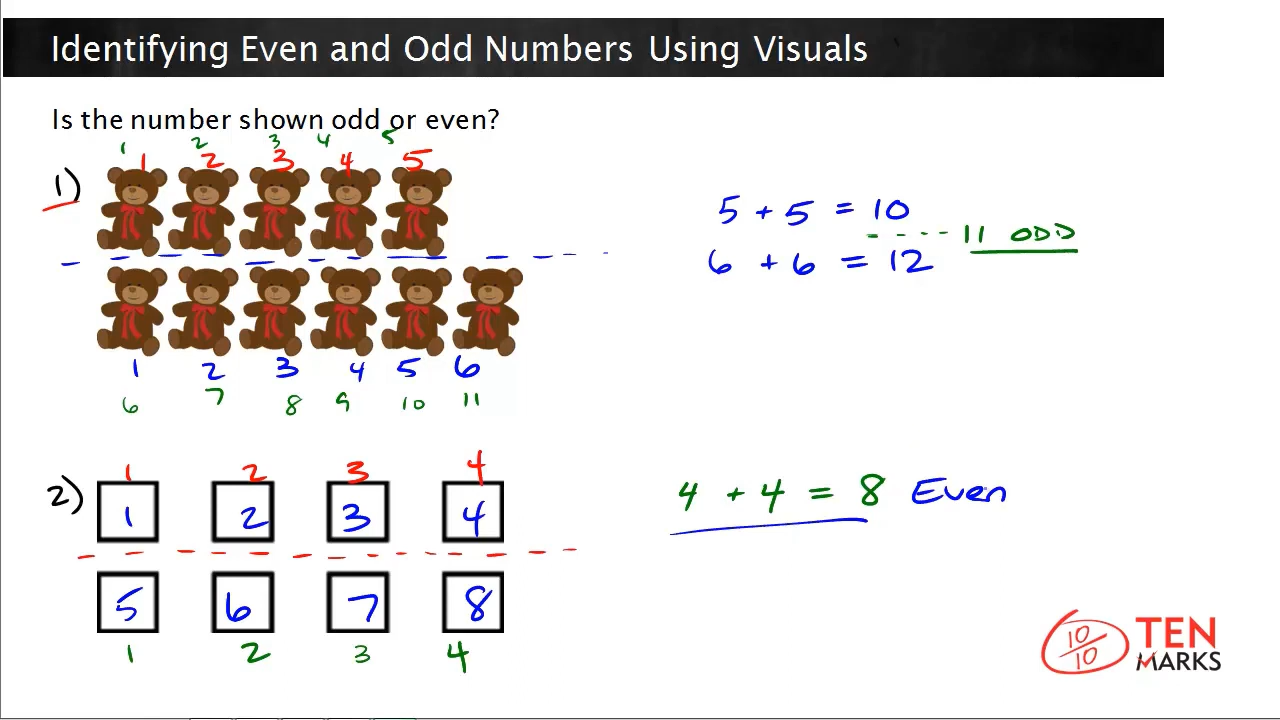 Identifying Even and Odd Numbers Using Visuals
Is the number shown odd or even?
1 2 3 4 5
1) 1 2 3 4 5
1 2 3 4 5 6
6 7 8 9 10 11
5 + 5 = 10
11 ODD
6 + 6 = 12
1 2 3 4
2) 1 2 3 4
5 6 7 8
1 2 3 4
4 + 4 = 8 Even
10/10 TEN
MARKS